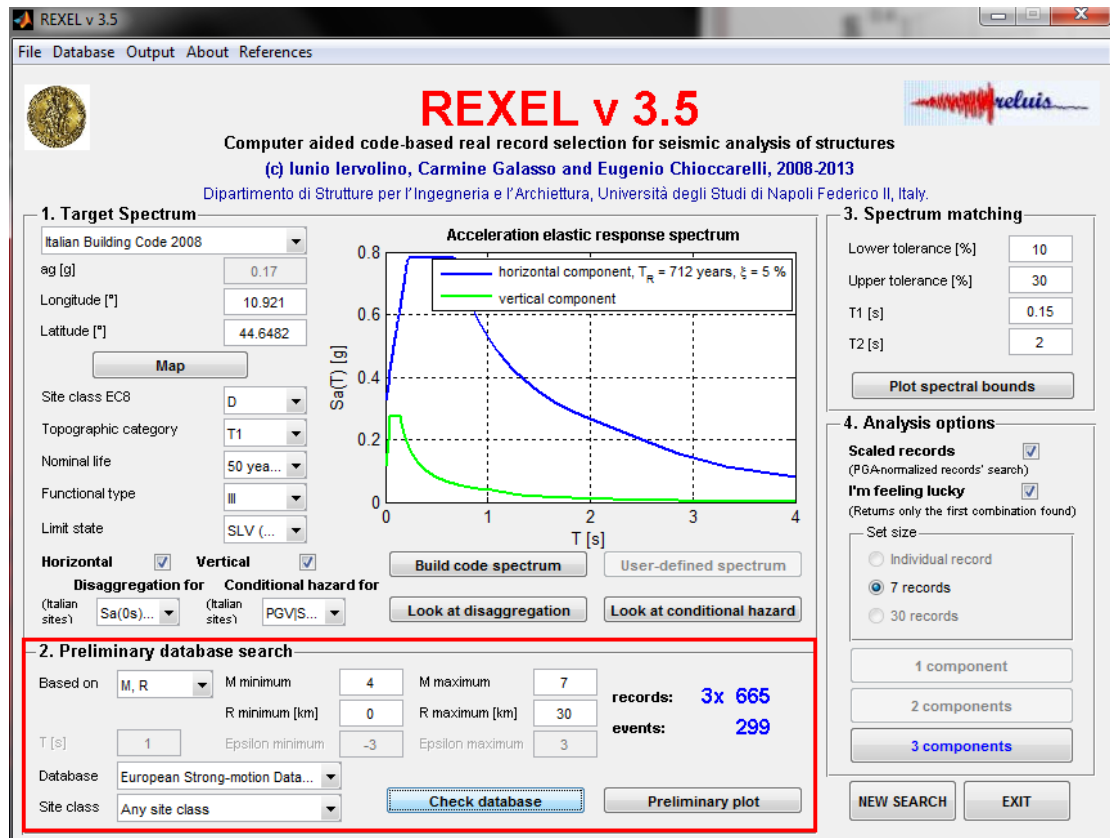 REXEL v 3.5
File Database Output About References
REXEL v 3.5
reluis
Computer aided code-based real record selection for seismic analysis of structures
(c) Iunio Iervolino, Carmine Galasso and Eugenio Chioccarelli, 2008-2013
Dipartimento di Strutture per l'Ingegneria e l'Archiettura, Università degli Studi di Napoli Federico II, Italy.
1. Target Spectrum
Italian Building Code 2008
ag [g] 0.17
Longitude [°] 10.921
Latitude [°] 44.6482
Map
Site class EC8 D
Topographic category T1
Nominal life 50 yea...
Functional type III
Limit state SLV (...
Horizontal Vertical
Disaggregation for Conditional hazard for
(Italian sites) Sa(0s)... (Italian sites) PGV|S...
Acceleration elastic response spectrum
horizontal component, TR = 712 years, ξ = 5 %
vertical component
Sa(T) [g]
0.8
0.6
0.4
0.2
0
0 1 2 3 4
T [s]
Build code spectrum User-defined spectrum
Look at disaggregation Look at conditional hazard
2. Preliminary database search
Based on M, R M minimum 4 M maximum 7
R minimum [km] 0 R maximum [km] 30
T [s] 1 Epsilon minimum -3 Epsilon maximum 3
records: 3x 665
events: 299
Database European Strong-motion Data...
Site class Any site class
Check database Preliminary plot
3. Spectrum matching
Lower tolerance [%] 10
Upper tolerance [%] 30
T1 [s] 0.15
T2 [s] 2
Plot spectral bounds
4. Analysis options
Scaled records
(PGA-normalized records' search)
I'm feeling lucky
(Returns only the first combination found)
Set size
Individual record
7 records
30 records
1 component
2 components
3 components
NEW SEARCH EXIT